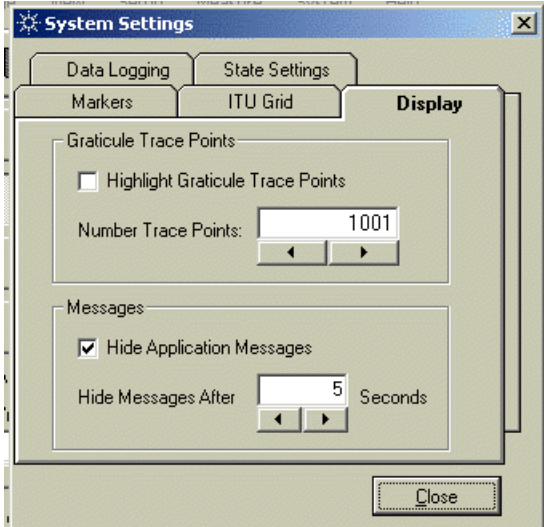 System Settings
Data Logging
State Settings
Markers
ITU Grid
Display
Graticule Trace Points
Highlight Graticule Trace Points
Number Trace Points:
1001
Messages
Hide Application Messages
Hide Messages After
5
Seconds
Close